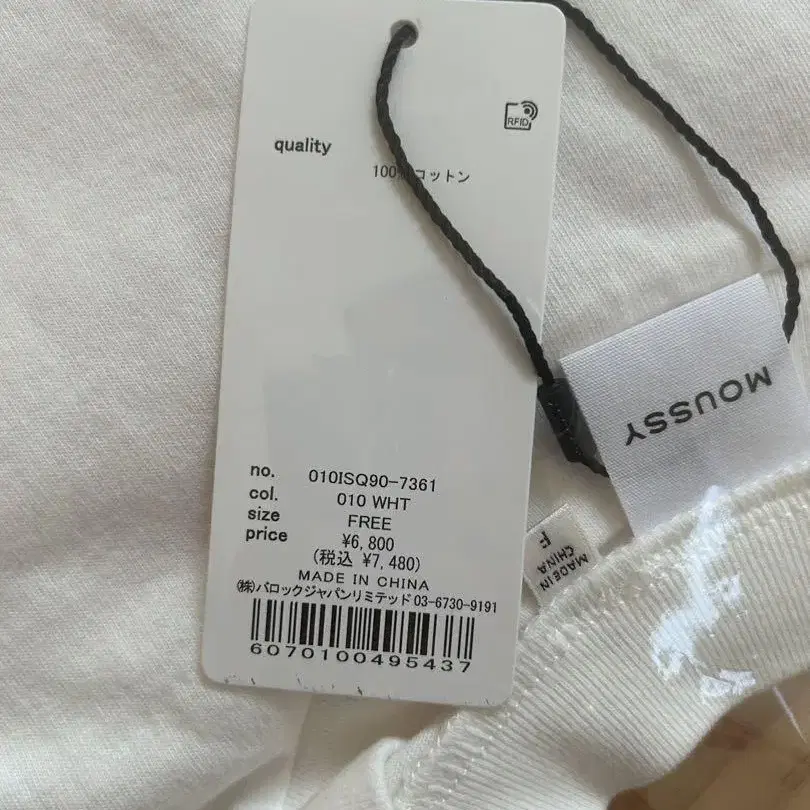 RFID
quality
100% コットン
no. 010ISQ90-7361
col. 010 WHT
size FREE
price ¥6,800
(税込 ¥7,480)
MADE IN CHINA
㈱バロックジャパンリミテッド 03-6730-9191
6070100495437
MOUSSY
F
MADE IN
CHINA